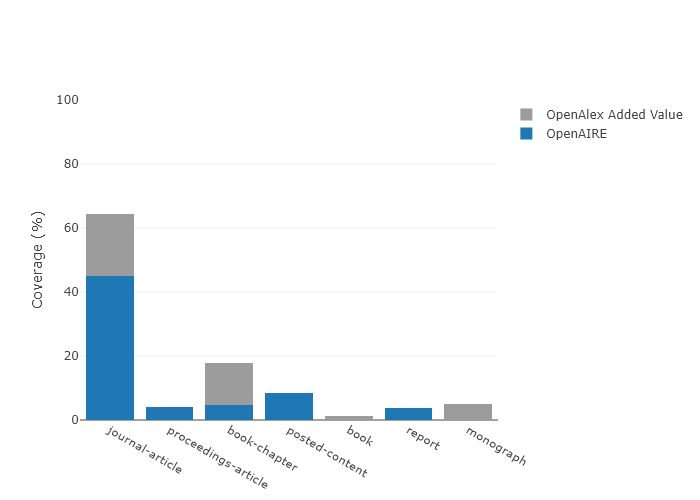 100
80
60
40
20
0
Coverage (%)
journal-article
proceedings-article
book-chapter
posted-content
book
report
monograph
OpenAlex Added Value
OpenAIRE